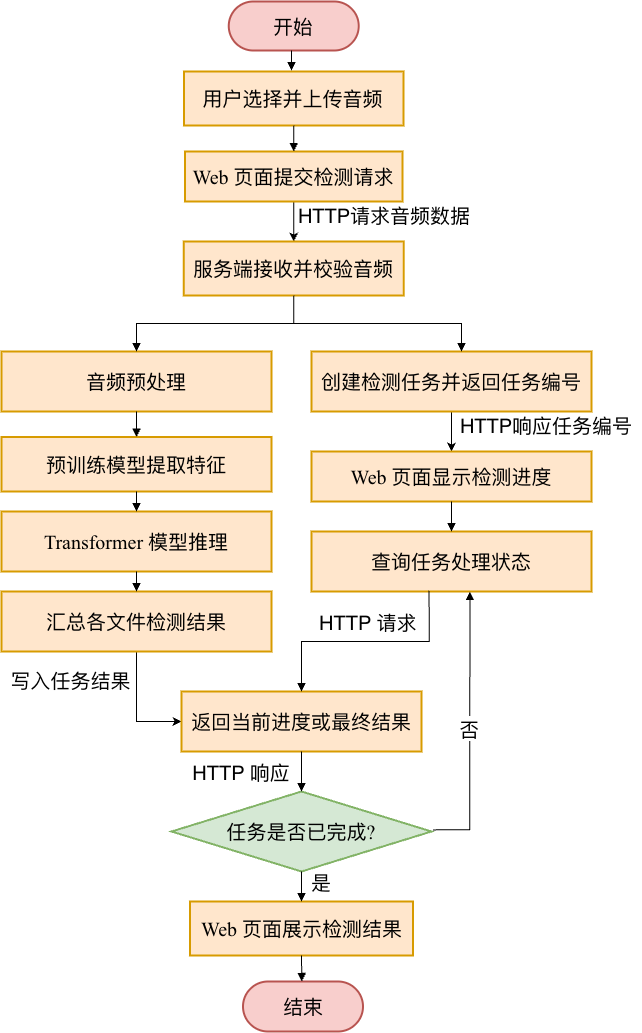 开始
用户选择并上传音频
Web 页面提交检测请求
HTTP请求音频数据
服务端接收并校验音频
音频预处理
创建检测任务并返回任务编号
HTTP响应任务编号
预训练模型提取特征
Web 页面显示检测进度
Transformer 模型推理
查询任务处理状态
汇总各文件检测结果
HTTP 请求
写入任务结果
返回当前进度或最终结果
否
HTTP 响应
任务是否已完成?
是
Web 页面展示检测结果
结束